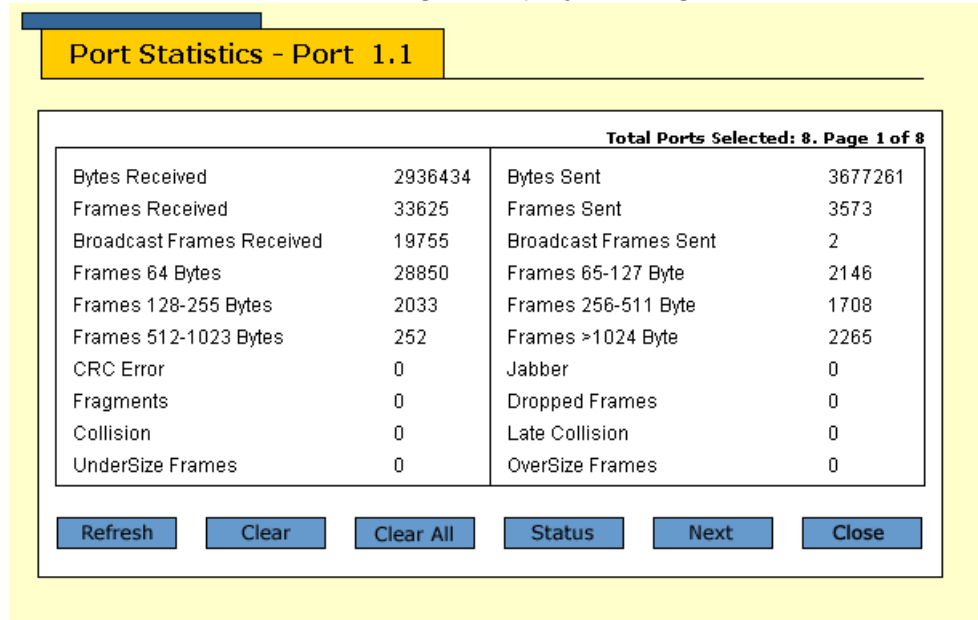 Port Statistics - Port 1.1
Total Ports Selected: 8. Page 1 of 8
Bytes Received 2936434 Bytes Sent 3677261
Frames Received 33625 Frames Sent 3573
Broadcast Frames Received 19755 Broadcast Frames Sent 2
Frames 64 Bytes 28850 Frames 65-127 Byte 2146
Frames 128-255 Bytes 2033 Frames 256-511 Byte 1708
Frames 512-1023 Bytes 252 Frames >1024 Byte 2265
CRC Error 0 Jabber 0
Fragments 0 Dropped Frames 0
Collision 0 Late Collision 0
UnderSize Frames 0 OverSize Frames 0
Refresh Clear Clear All Status Next Close